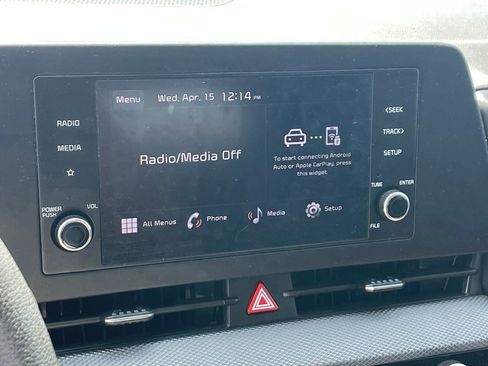 Menu Wed, Apr. 15 12:14 PM
RADIO
MEDIA
☆
POWER PUSH
VOL
Radio/Media Off
To start connecting Android
Auto or Apple CarPlay, press
this widget.
All Menus Phone Media Setup
<SEEK
TRACK>
SETUP
TUNE ENTER
FILE